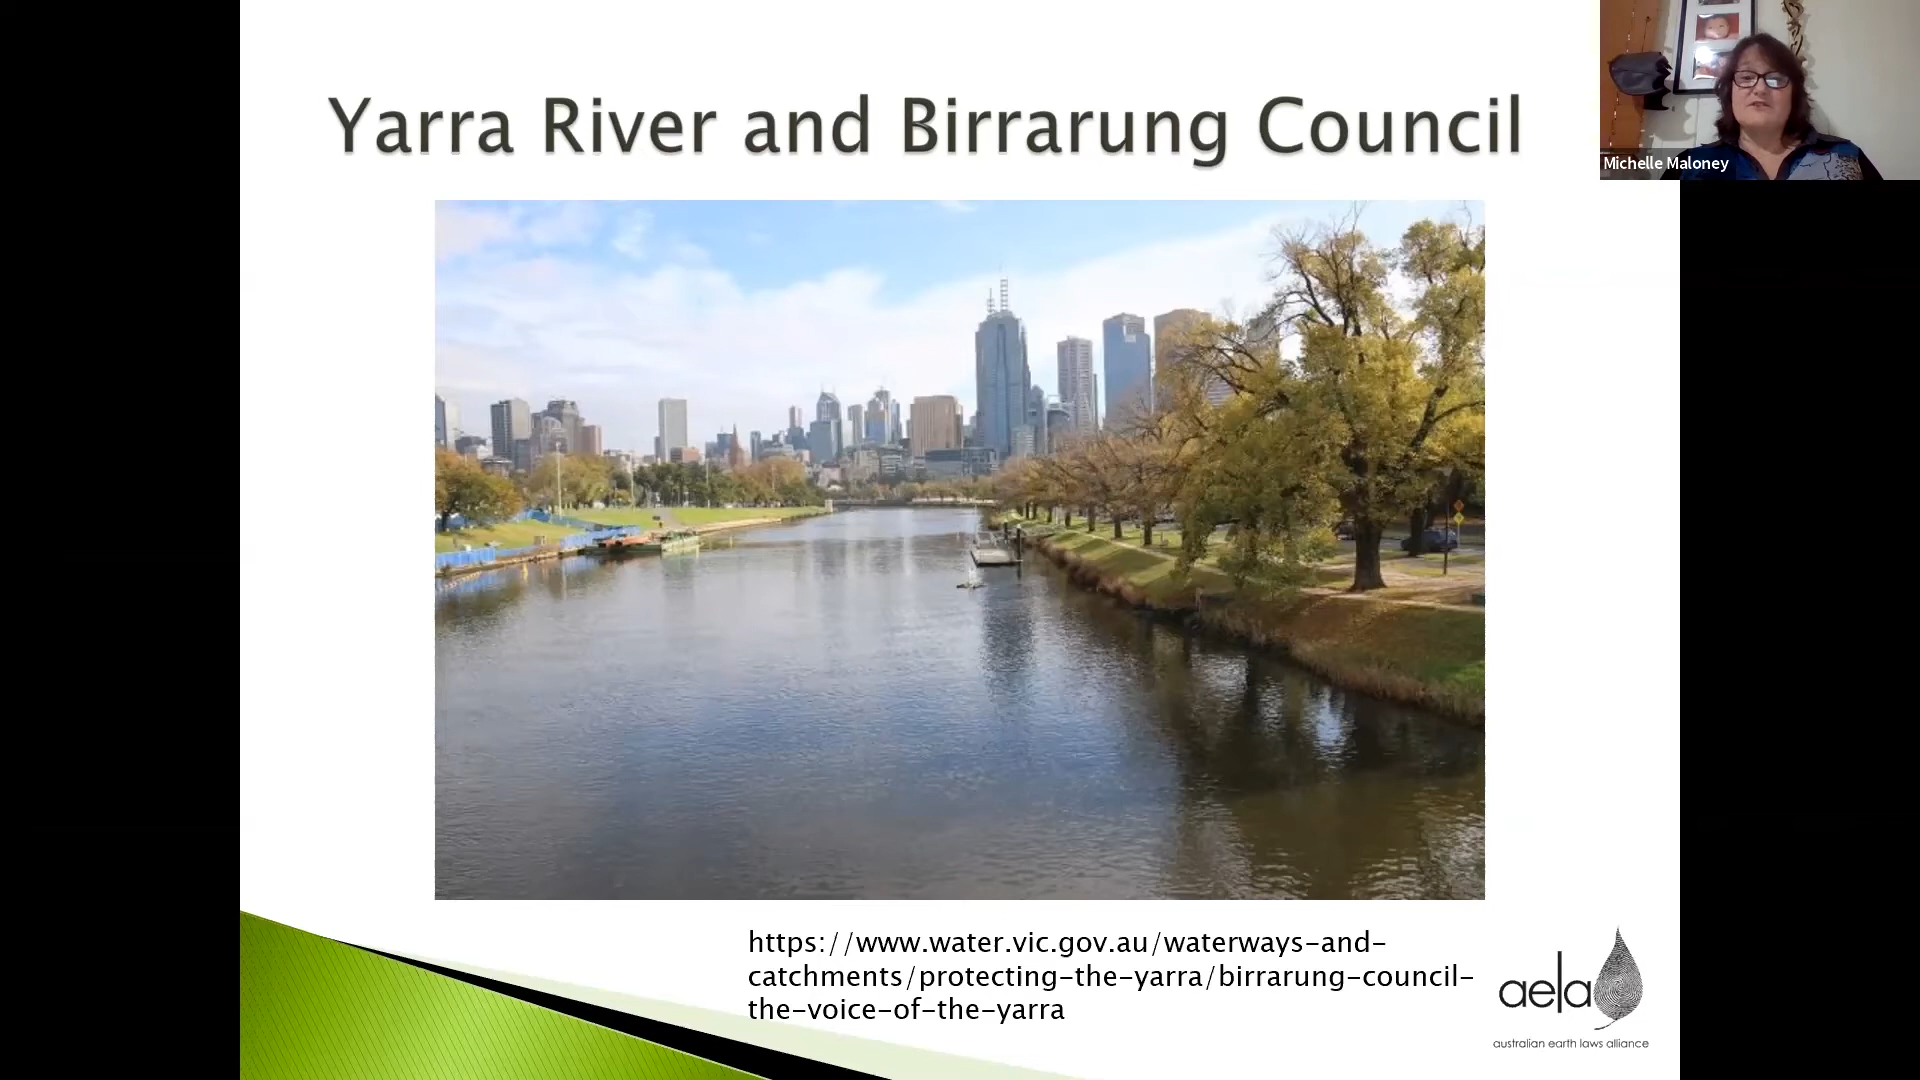 Yarra River and Birrarung Council
Michelle Maloney
https://www.water.vic.gov.au/waterways-and-
catchments/protecting-the-yarra/birrarung-council-
the-voice-of-the-yarra
aela
australian earth laws alliance